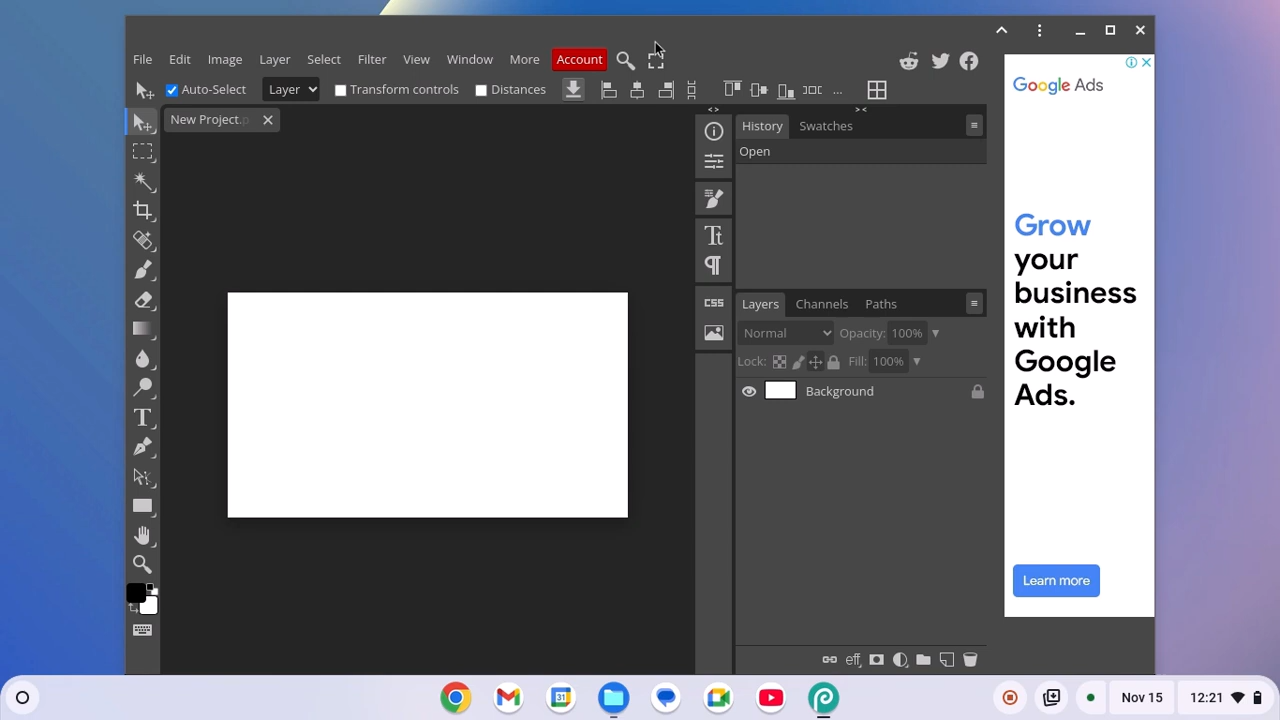 File Edit Image Layer Select Filter View Window More Account
Auto-Select Layer Transform controls Distances ...
New Project.p
History Swatches
Open
Tt
CSS
Layers Channels Paths
Normal Opacity: 100%
Lock: Fill: 100%
Background
T
eff
Google Ads
Grow
your
business
with
Google
Ads.
Learn more
31
Nov 15 12:21